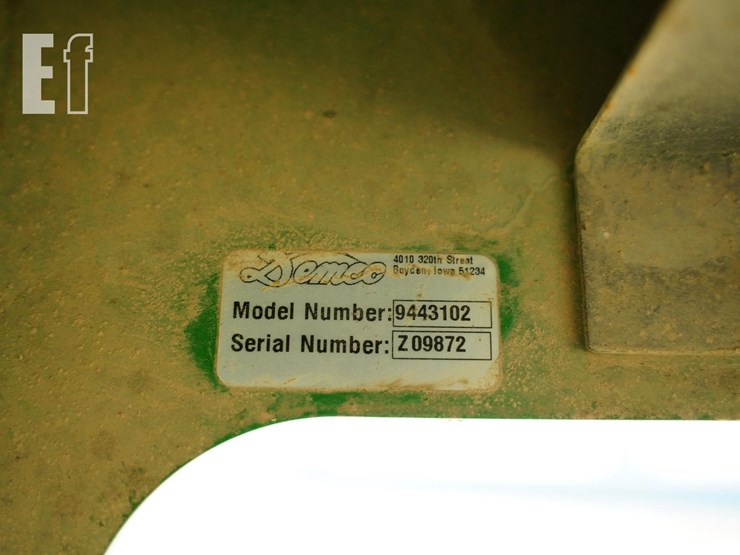 Ef
Demco
4010 320th Street
Boyden, Iowa 51234
Model Number: 9443102
Serial Number: Z09872